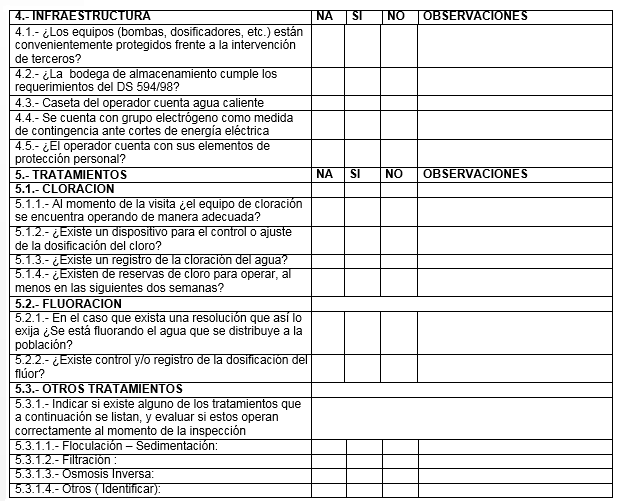 4.- INFRAESTRUCTURA NA SI NO OBSERVACIONES
4.1.- ¿Los equipos (bombas, dosificadores, etc.) están
convenientemente protegidos frente a la intervención
de terceros?
4.2.- ¿La bodega de almacenamiento cumple los
requerimientos del DS 594/98?
4.3.- Caseta del operador cuenta agua caliente
4.4.- Se cuenta con grupo electrógeno como medida
de contingencia ante cortes de energía eléctrica
4.5.- ¿El operador cuenta con sus elementos de
protección personal?
5.- TRATAMIENTOS NA SI NO OBSERVACIONES
5.1.- CLORACION
5.1.1.- Al momento de la visita ¿el equipo de cloración
se encuentra operando de manera adecuada?
5.1.2.- ¿Existe un dispositivo para el control o ajuste
de la dosificación del cloro?
5.1.3.- ¿Existe un registro de la cloración del agua?
5.1.4.- ¿Existen de reservas de cloro para operar, al
menos en las siguientes dos semanas?
5.2.- FLUORACION
5.2.1.- En el caso que exista una resolución que así lo
exija ¿Se está fluorando el agua que se distribuye a la
población?
5.2.2.- ¿Existe control y/o registro de la dosificación del
flúor?
5.3.- OTROS TRATAMIENTOS
5.3.1.- Indicar si existe alguno de los tratamientos que
a continuación se listan, y evaluar si estos operan
correctamente al momento de la inspección
5.3.1.1.- Floculación – Sedimentación:
5.3.1.2.- Filtración :
5.3.1.3.- Osmosis Inversa:
5.3.1.4.- Otros ( Identificar):